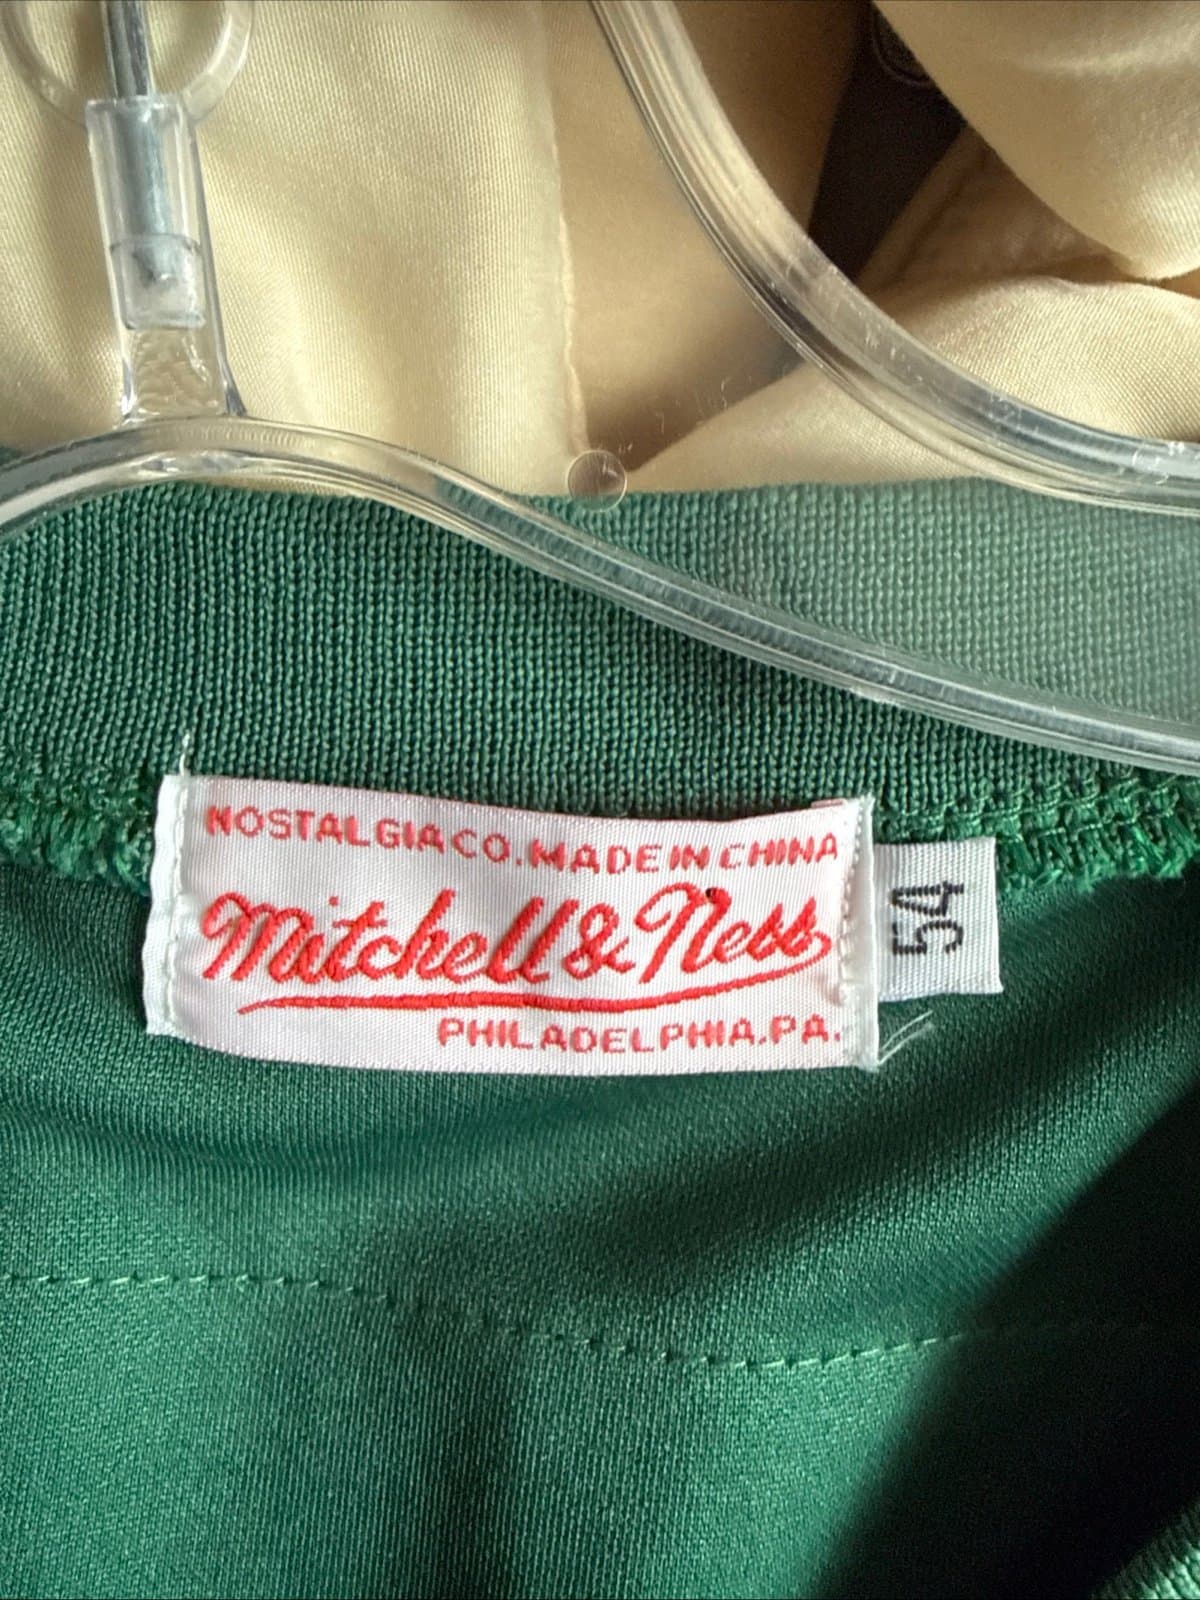 NOSTALGIA CO. MADE IN CHINA
Mitchell & Ness
PHILADELPHIA, PA.
54